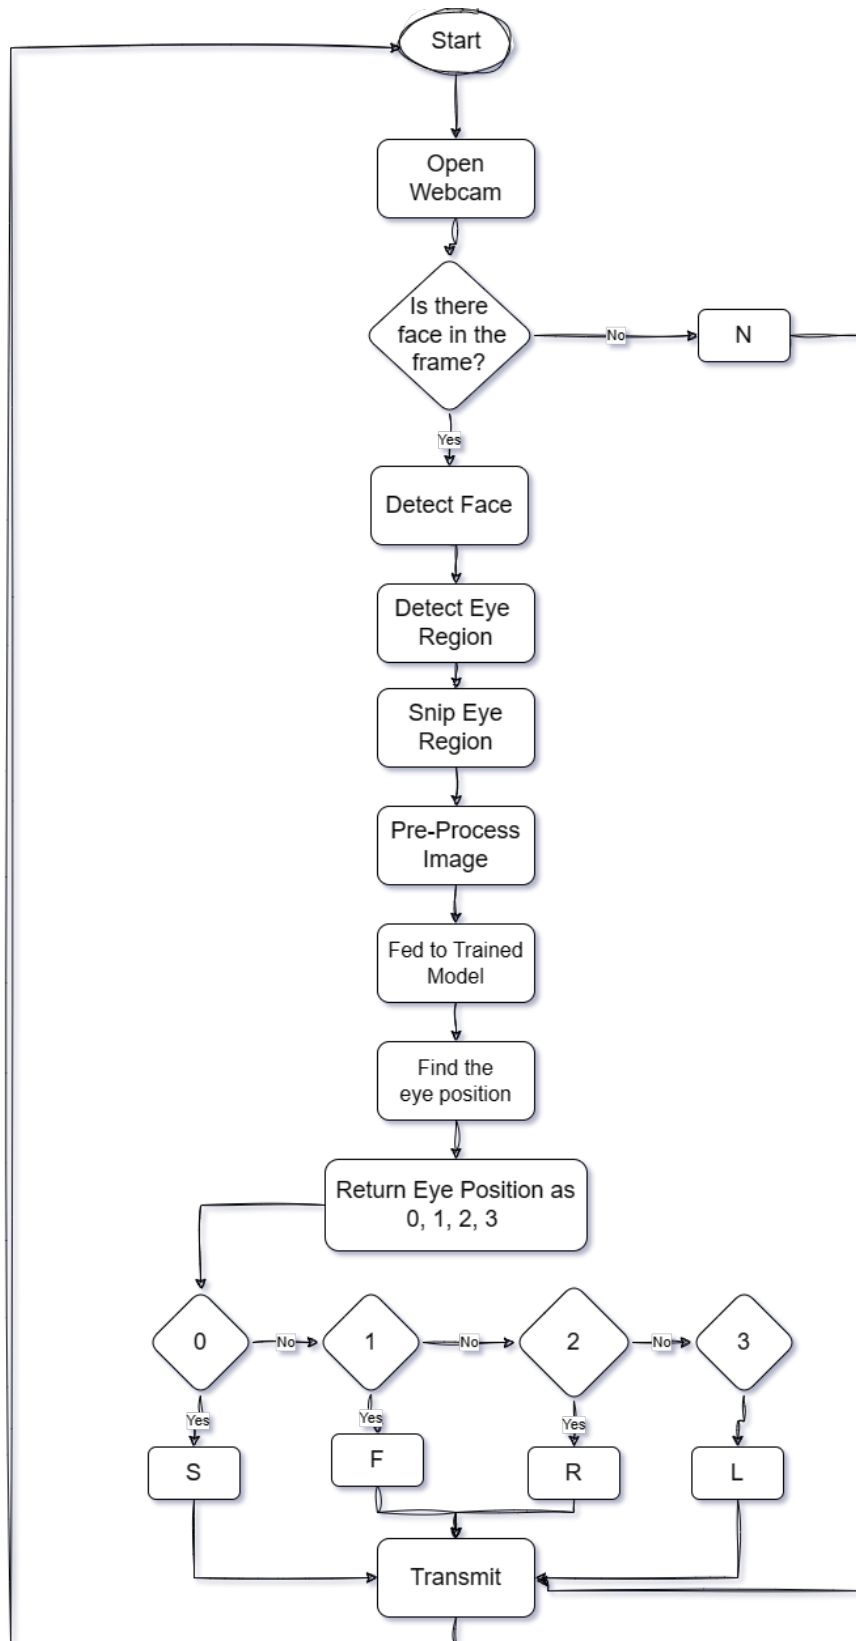 Start
Open
Webcam
Is there
face in the
frame?
No
N
Yes
Detect Face
Detect Eye
Region
Snip Eye
Region
Pre-Process
Image
Fed to Trained
Model
Find the
eye position
Return Eye Position as
0, 1, 2, 3
0
No
1
No
2
No
3
Yes
Yes
Yes
S
F
R
L
Transmit